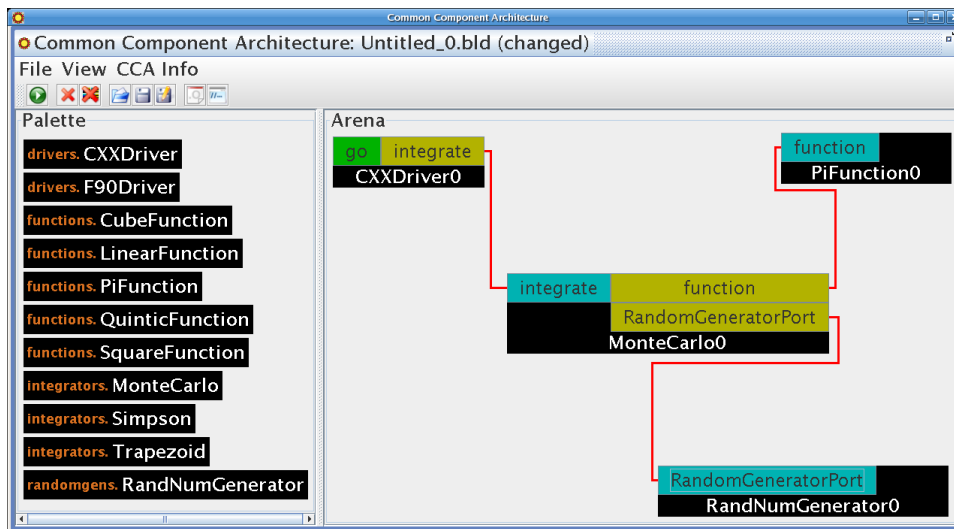 Common Component Architecture
Common Component Architecture: Untitled_0.bld (changed)
File View CCA Info
Palette
drivers. CXXDriver
drivers. F90Driver
functions. CubeFunction
functions. LinearFunction
functions. PiFunction
functions. QuinticFunction
functions. SquareFunction
integrators. MonteCarlo
integrators. Simpson
integrators. Trapezoid
randomgens. RandNumGenerator
Arena
go integrate
CXXDriver0
function
PiFunction0
integrate function
RandomGeneratorPort
MonteCarlo0
RandomGeneratorPort
RandNumGenerator0